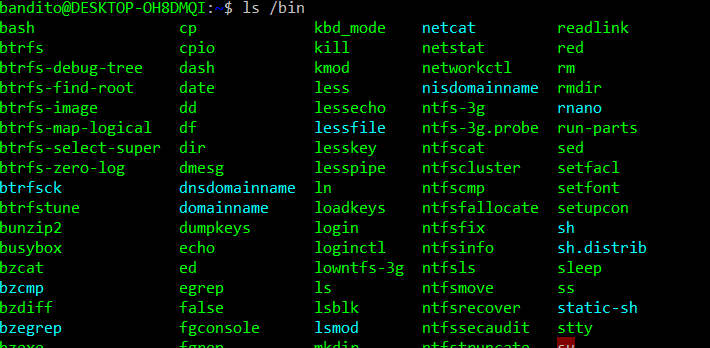 bandito@DESKTOP-OH8DMQI:~$ ls /bin
bash cp kbd_mode netcat readlink
btrfs cpio kill netstat red
btrfs-debug-tree dash kmod networkctl rm
btrfs-find-root date less nisdomainname rmdir
btrfs-image dd lessecho ntfs-3g rnano
btrfs-map-logical df lessfile ntfs-3g.probe run-parts
btrfs-select-super dir lesskey ntfscat sed
btrfs-zero-log dmesg lesspipe ntfscluster setfacl
btrfsck dnsdomainname ln ntfscmp setfont
btrfstune domainname loadkeys ntfsfallocate setupcon
bunzip2 dumpkeys login ntfsfix sh
busybox echo loginctl ntfsinfo sh.distrib
bzcat ed lowntfs-3g ntfsls sleep
bzcmp egrep ls ntfsmove ss
bzdiff false lsblk ntfsrecover static-sh
bzegrep fgconsole lsmod ntfssecaudit stty
bzexe fgrep mkdir ntfstruncate su